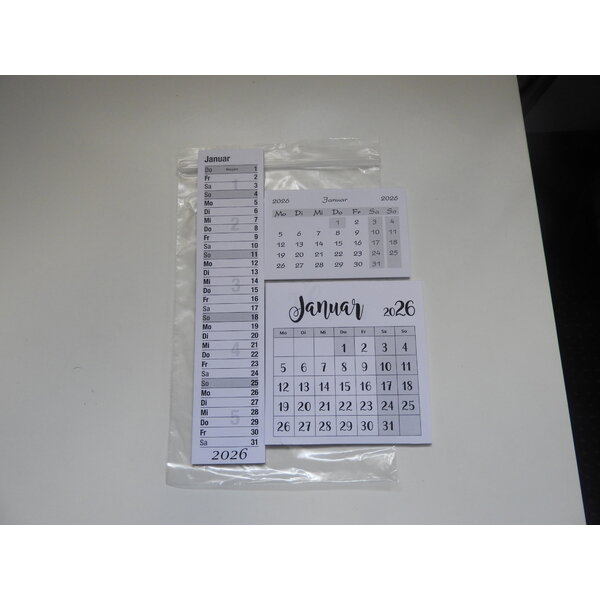 Januar
Do Neujahr 1
Fr 2
Sa 3
So 4
Mo 5
Di 6
Mi 7
Do 8
Fr 9
Sa 10
So 11
Mo 12
Di 13
Mi 14
Do 15
Fr 16
Sa 17
So 18
Mo 19
Di 20
Mi 21
Do 22
Fr 23
Sa 24
So 25
Mo 26
Di 27
Mi 28
Do 29
Fr 30
Sa 31
1
2
3
4
5
2026
2026 Januar 2026
Mo Di Mi Do Fr Sa So
1 2 3 4
5 6 7 8 9 10 11
12 13 14 15 16 17 18
19 20 21 22 23 24 25
26 27 28 29 30 31
Januar 2026
Mo Di Mi Do Fr Sa So
1 2 3 4
5 6 7 8 9 10 11
12 13 14 15 16 17 18
19 20 21 22 23 24 25
26 27 28 29 30 31